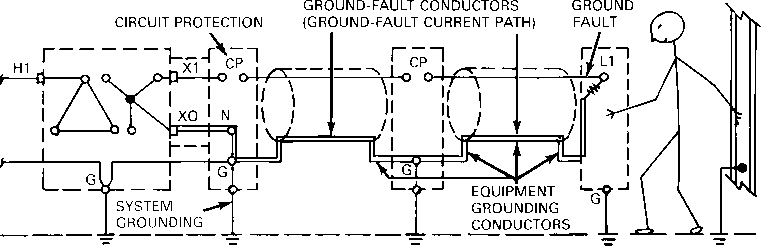 GROUND-FAULT CONDUCTORS
(GROUND-FAULT CURRENT PATH)
GROUND
FAULT
CIRCUIT PROTECTION
H1
X1
CP
CP
L1
XO
N
G
G
G
G
SYSTEM
GROUNDING
EQUIPMENT
GROUNDING
CONDUCTORS